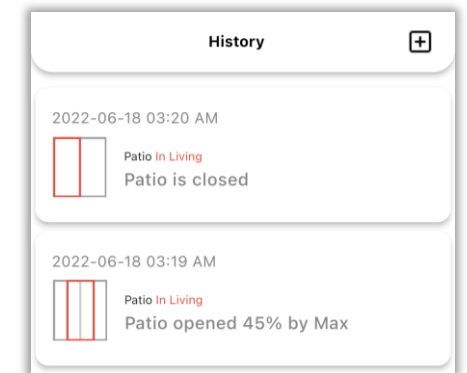 History
2022-06-18 03:20 AM
Patio In Living
Patio is closed
2022-06-18 03:19 AM
Patio In Living
Patio opened 45% by Max